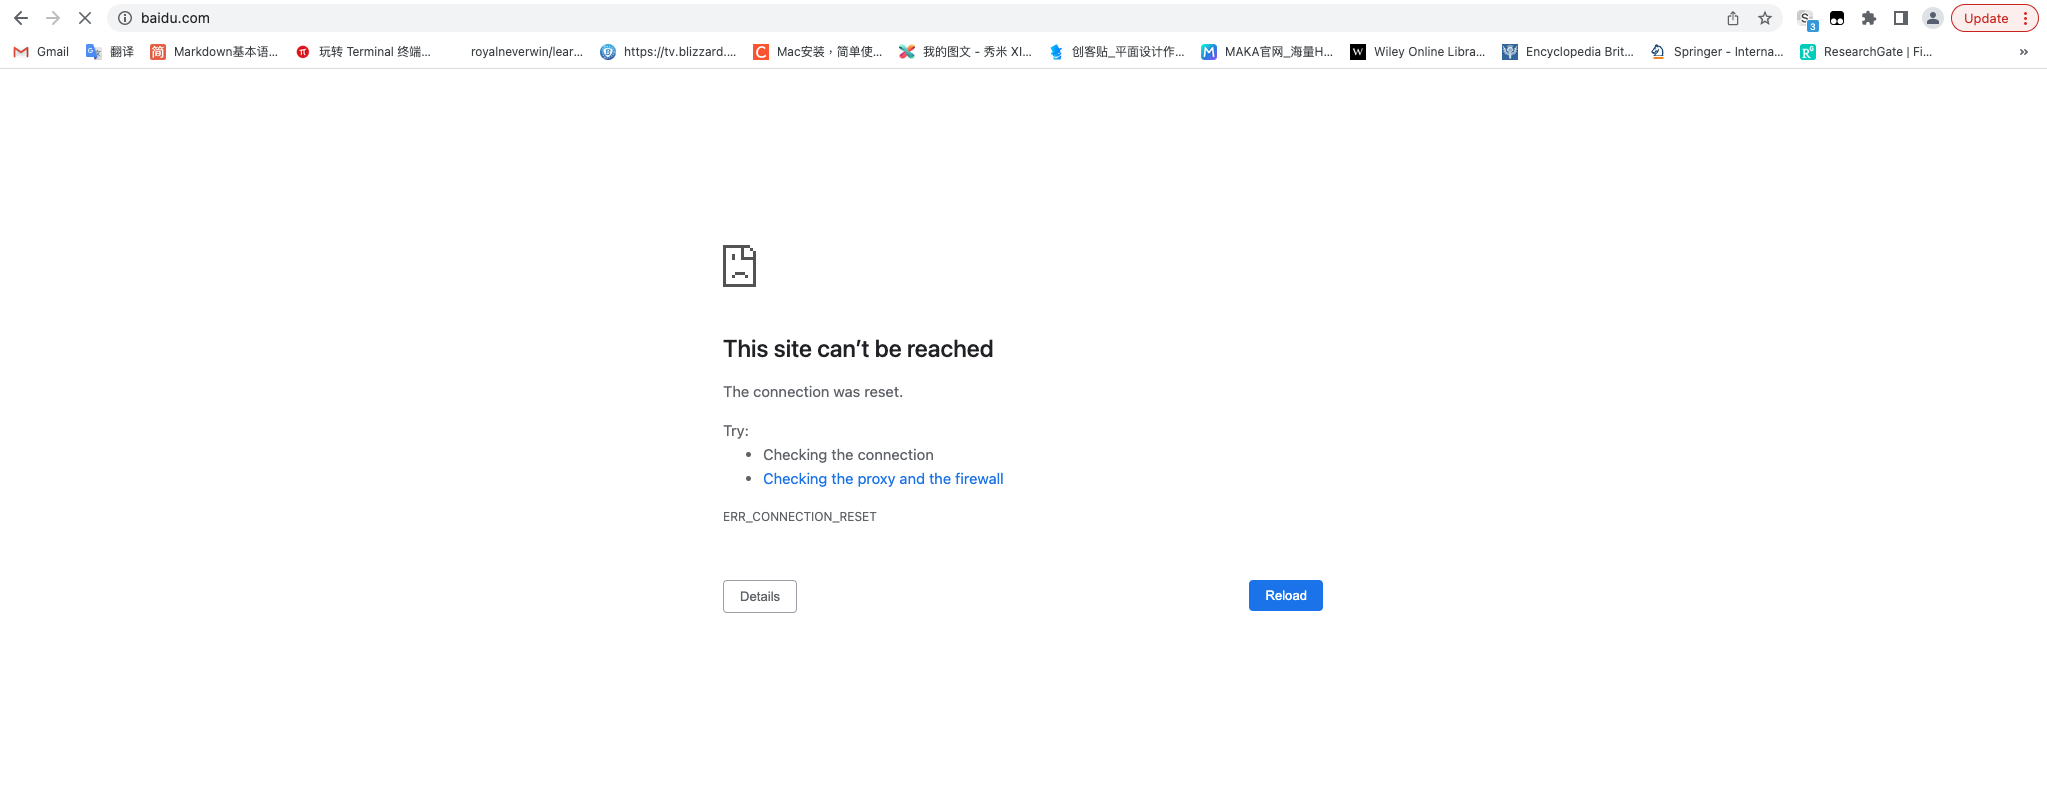 baidu.com
S
3
Update
Gmail
翻译
简
Markdown基本语...
玩转 Terminal 终端...
royalneverwin/lear...
https://tv.blizzard....
C
Mac安装，简单使...
我的图文 - 秀米 XI...
创客贴_平面设计作...
M
MAKA官网_海量H...
W
Wiley Online Libra...
Encyclopedia Brit...
Springer - Interna...
R^G
ResearchGate | Fi...
»
This site can’t be reached
The connection was reset.
Try:
• Checking the connection
• Checking the proxy and the firewall
ERR_CONNECTION_RESET
Details
Reload